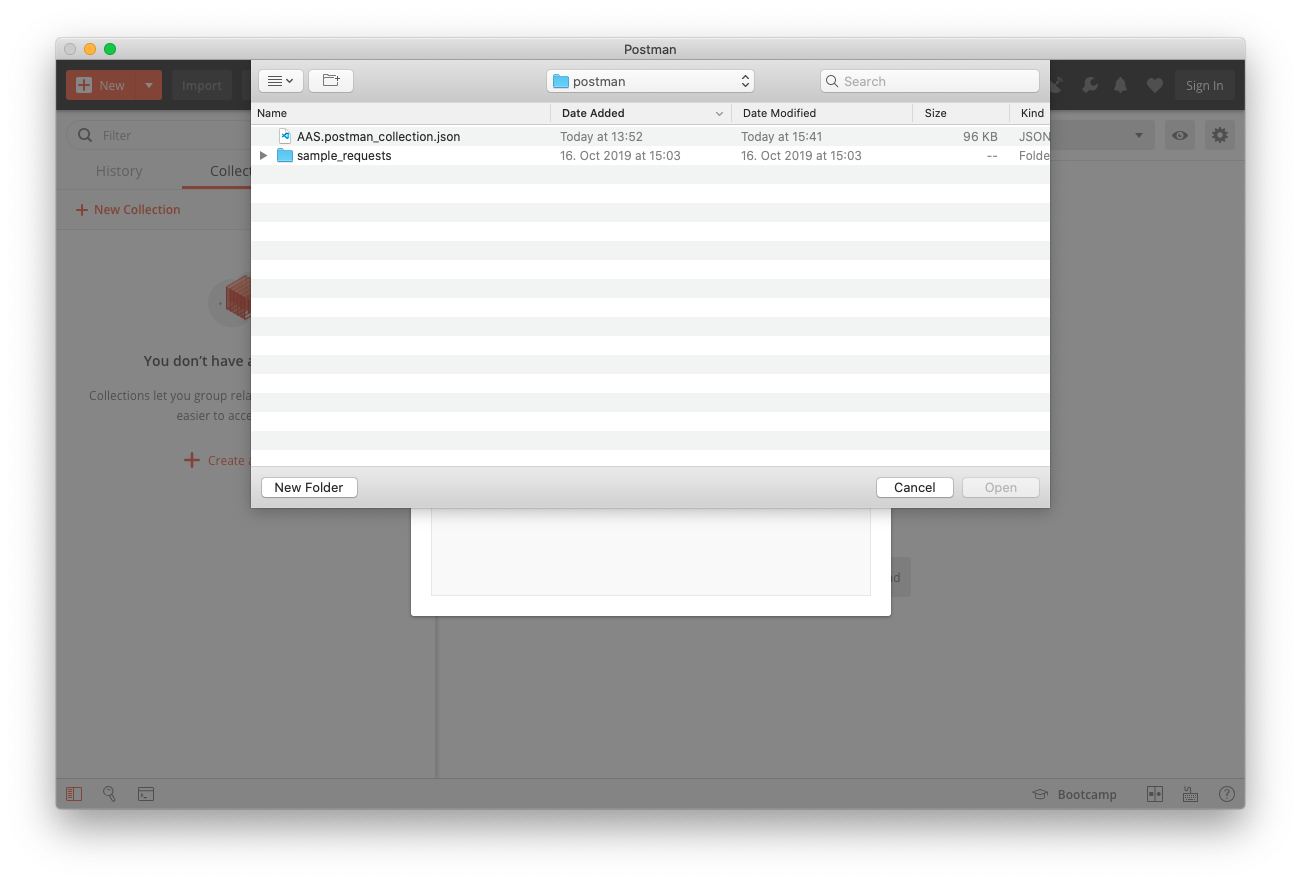 Postman
New
Import
postman
Search
Sign In
Name
Date Added
Date Modified
Size
Kind
Filter
AAS.postman_collection.json
Today at 13:52
Today at 15:41
96 KB
JSON
sample_requests
16. Oct 2019 at 15:03
16. Oct 2019 at 15:03
--
Folde
History
Collect
New Collection
You don't have a
Collections let you group rela
easier to acce
Create a
New Folder
Cancel
Open
Bootcamp